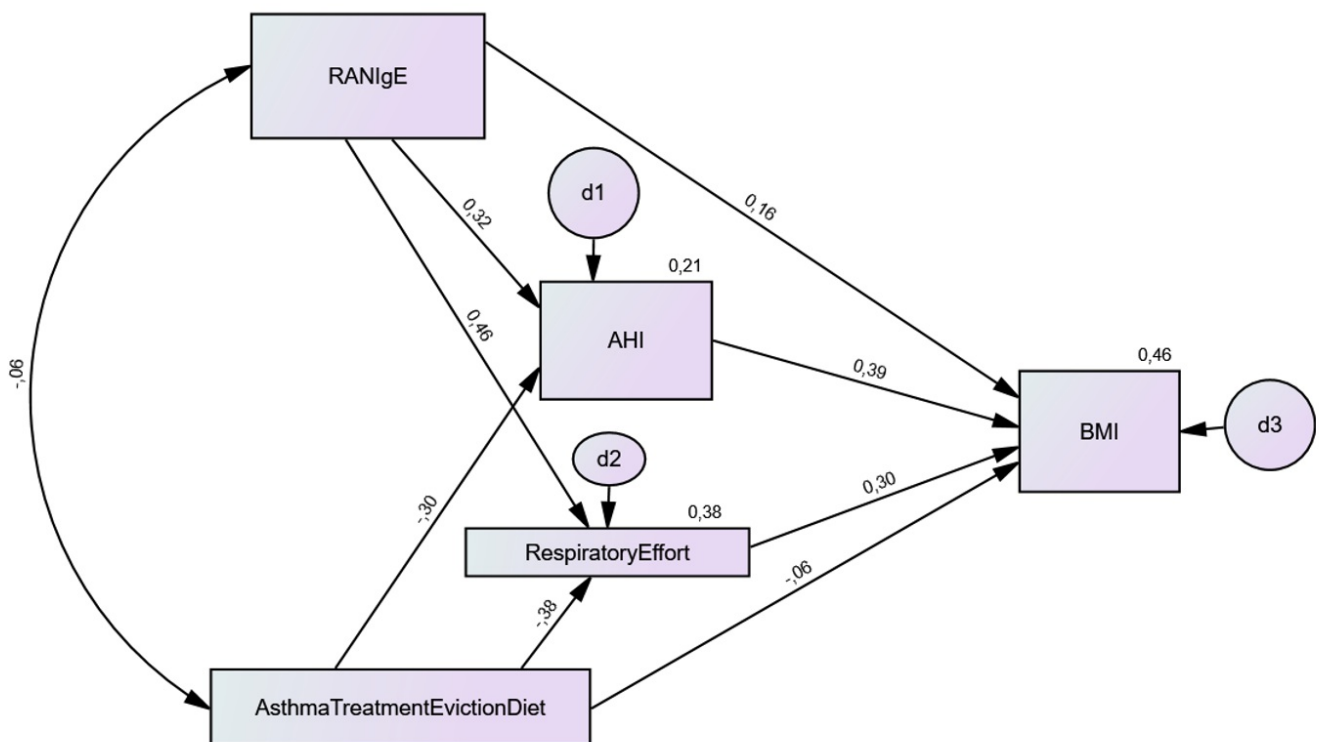 RANIgE
d1
0,16
0,32
0,21
0,46
AHI
0,46
-,06
0,39
BMI
d3
d2
0,30
-,30
0,38
RespiratoryEffort
-,06
-,38
AsthmaTreatmentEvictionDiet